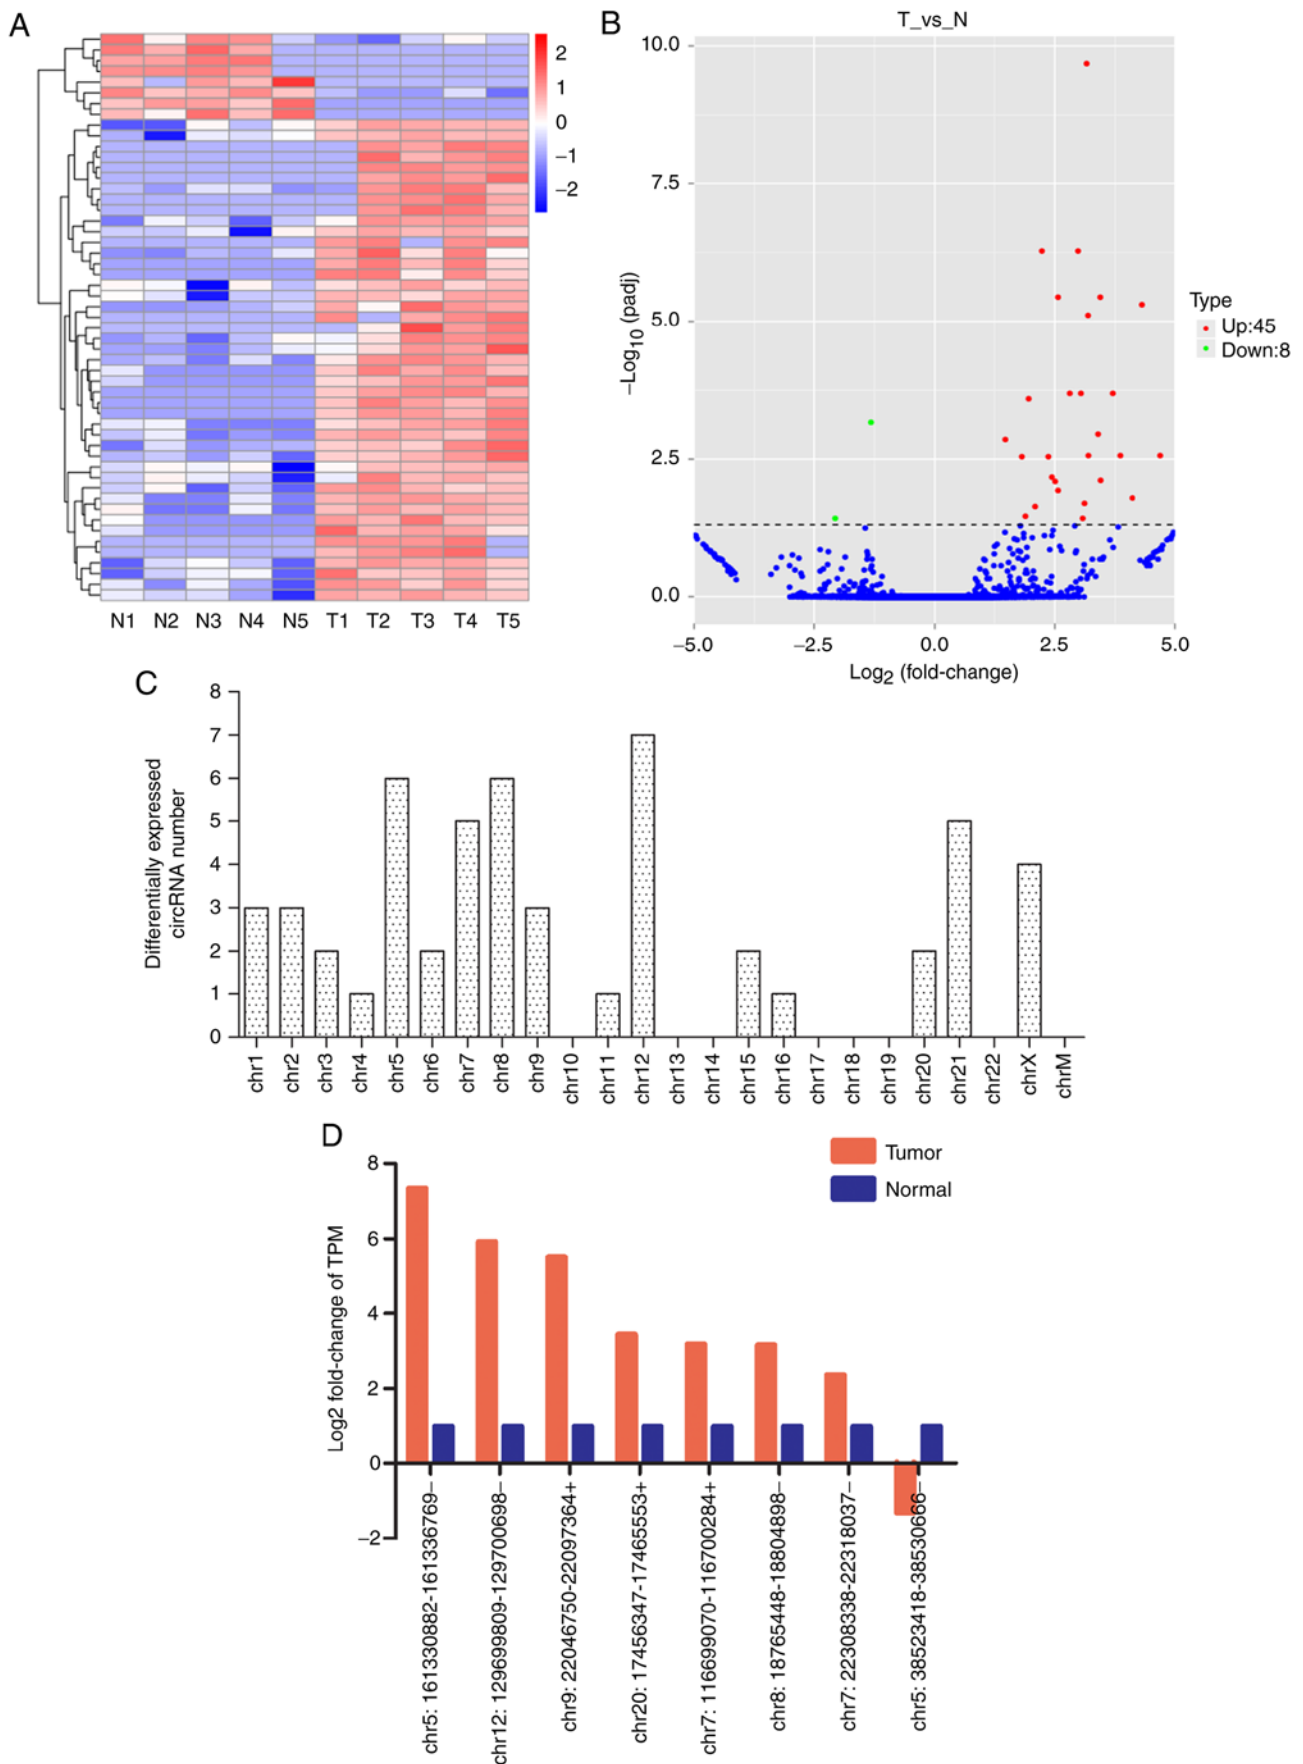 A
2
1
0
−1
−2
N1 N2 N3 N4 N5 T1 T2 T3 T4 T5
B
T_vs_N
−Log10 (padj)
10.0
7.5
5.0
2.5
0.0
−5.0 −2.5 0.0 2.5 5.0
Log2 (fold-change)
Type
Up:45
Down:8
C
Differentially expressed
circRNA number
8
7
6
5
4
3
2
1
0
chr1 chr2 chr3 chr4 chr5 chr6 chr7 chr8 chr9 chr10 chr11 chr12 chr13 chr14 chr15 chr16 chr17 chr18 chr19 chr20 chr21 chr22 chrX chrM
D
Tumor
Normal
Log2 fold-change of TPM
8
6
4
2
0
−2
chr5: 161330882-161336769−
chr12: 129699809-129700698−
chr9: 22046750-22097364+
chr20: 17456347-17465553+
chr7: 116699070-116700284+
chr8: 18765448-18804898−
chr7: 22308338-22318037−
chr5: 38523418-38530666−